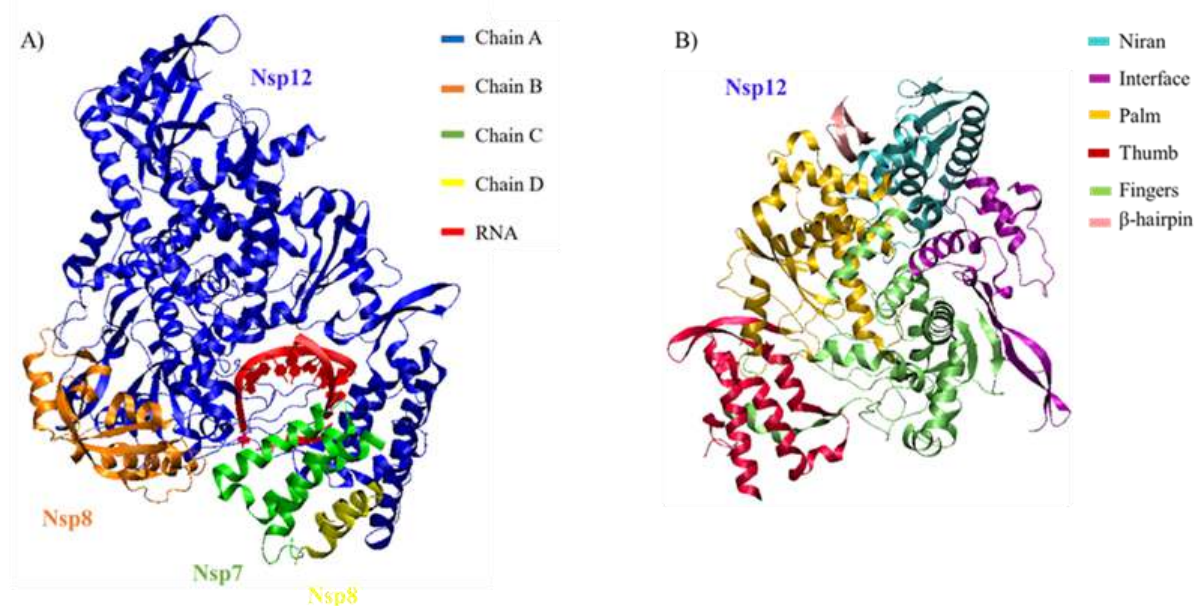 A)
Nsp12
Chain A
Chain B
Chain C
Chain D
RNA
Nsp8
Nsp7
Nsp8
B)
Nsp12
Niran
Interface
Palm
Thumb
Fingers
β-hairpin